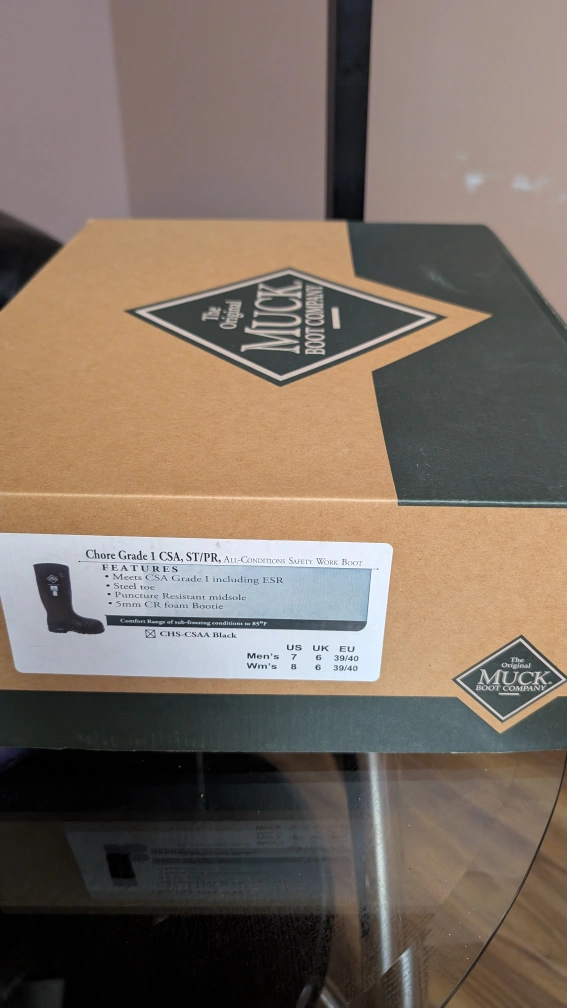 The
Original
MUCK
BOOT COMPANY
Chore Grade 1 CSA, ST/PR, ALL-CONDITIONS SAFETY WORK BOOT
FEATURES
• Meets CSA Grade 1 including ESR
• Steel toe
• Puncture Resistant midsole
• 5mm CR foam Bootie
Comfort Range of sub-freezing conditions to 85°F
☒ CHS-CSAA Black
US UK EU
Men's 7 6 39/40
Wm's 8 6 39/40
The
Original
MUCK®
BOOT COMPANY